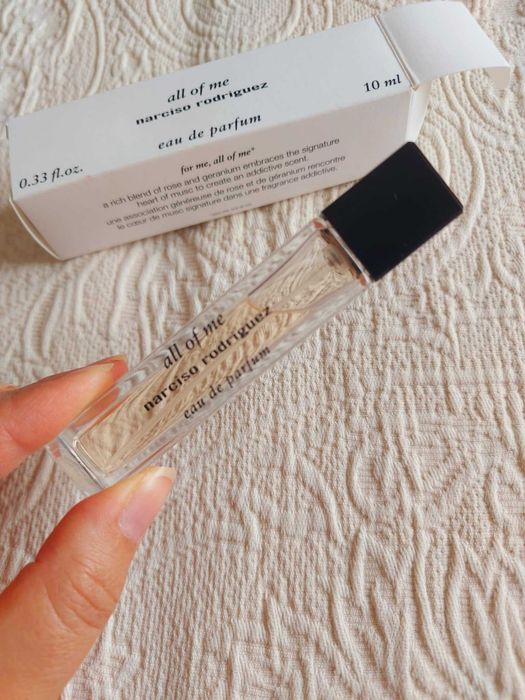 all of me
narciso rodriguez
eau de parfum
10 ml
0.33 fl.oz.
for me, all of me*
a rich blend of rose and geranium embraces the signature
heart of musc to create an addictive scent.
une association généreuse de rose et de géranium rencontre
le cœur de musc signature dans une fragrance addictive.
all of me
narciso rodriguez
eau de parfum